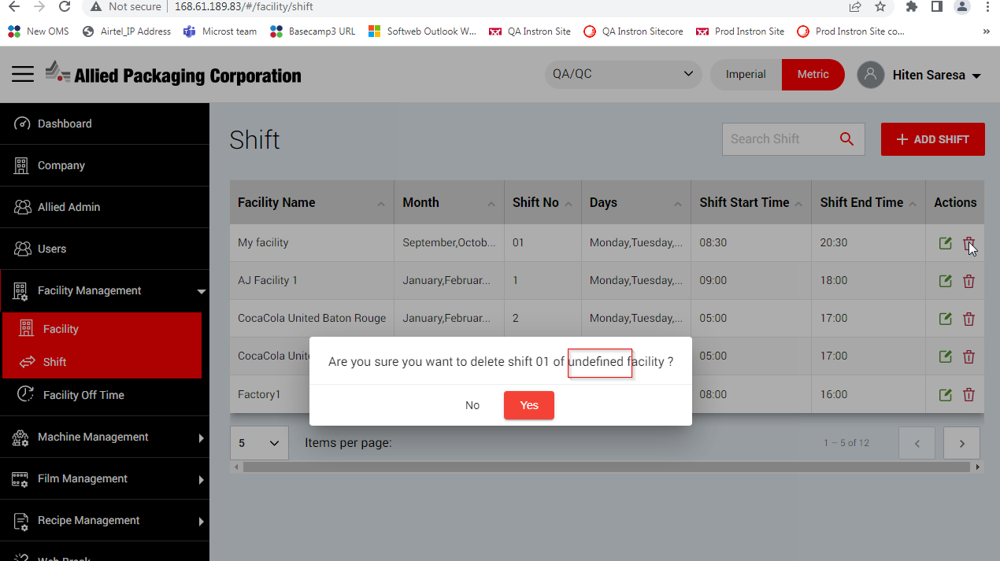 Not secure 168.61.189.83/#/facility/shift
New OMS Airtel_IP Address Microst team Basecamp3 URL Softweb Outlook W... QA Instron Site QA Instron Sitecore Prod Instron Site Prod Instron Site co... »
Allied Packaging Corporation QA/QC Imperial Metric Hiten Saresa
Dashboard
Company
Allied Admin
Users
Facility Management
Facility
Shift
Facility Off Time
Machine Management
Film Management
Recipe Management
Shift Search Shift + ADD SHIFT
Facility Name Month Shift No Days Shift Start Time Shift End Time Actions
My facility September,Octob... 01 Monday,Tuesday,... 08:30 20:30
AJ Facility 1 January,Februar... 1 Monday,Tuesday,... 09:00 18:00
CocaCola United Baton Rouge January,Februar... 2 Monday,Tuesday,... 05:00 17:00
CocaCola Unite 05:00 17:00
Factory1 08:00 16:00
Are you sure you want to delete shift 01 of undefined facility ?
No Yes
5 Items per page: 1 – 5 of 12